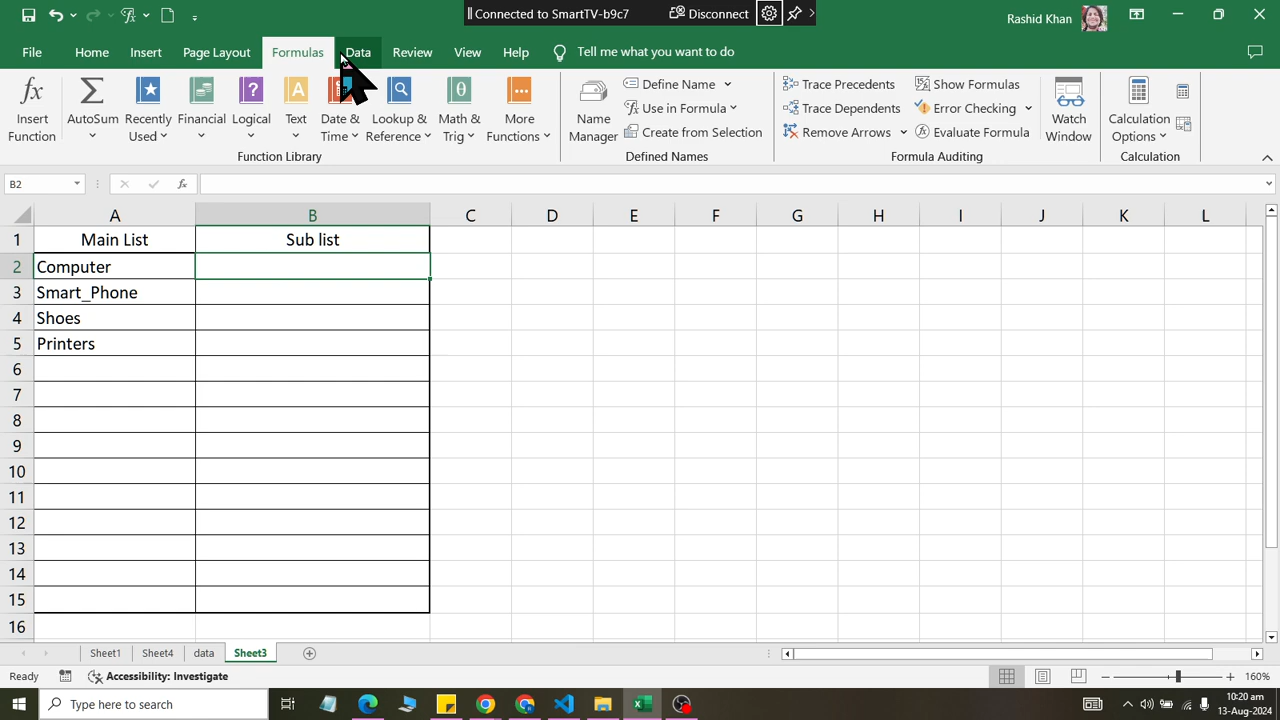 Connected to SmartTV-b9c7 Disconnect
Rashid Khan
File Home Insert Page Layout Formulas Data Review View Help Tell me what you want to do
fx Insert Function
Σ AutoSum
Recently Used
Financial
? Logical
A Text
Date & Time
Lookup & Reference
θ Math & Trig
More Functions
Function Library
Name Manager
Define Name
fx Use in Formula
Create from Selection
Defined Names
Trace Precedents
Trace Dependents
Remove Arrows
Show Formulas
Error Checking
fx Evaluate Formula
Formula Auditing
Watch Window
Calculation Options
Calculation
B2 fx
A B C D E F G H I J K L
1 Main List Sub list
2 Computer
3 Smart_Phone
4 Shoes
5 Printers
6
7
8
9
10
11
12
13
14
15
16
Sheet1 Sheet4 data Sheet3
Ready Accessibility: Investigate 160%
Type here to search
10:20 am
13-Aug-2024